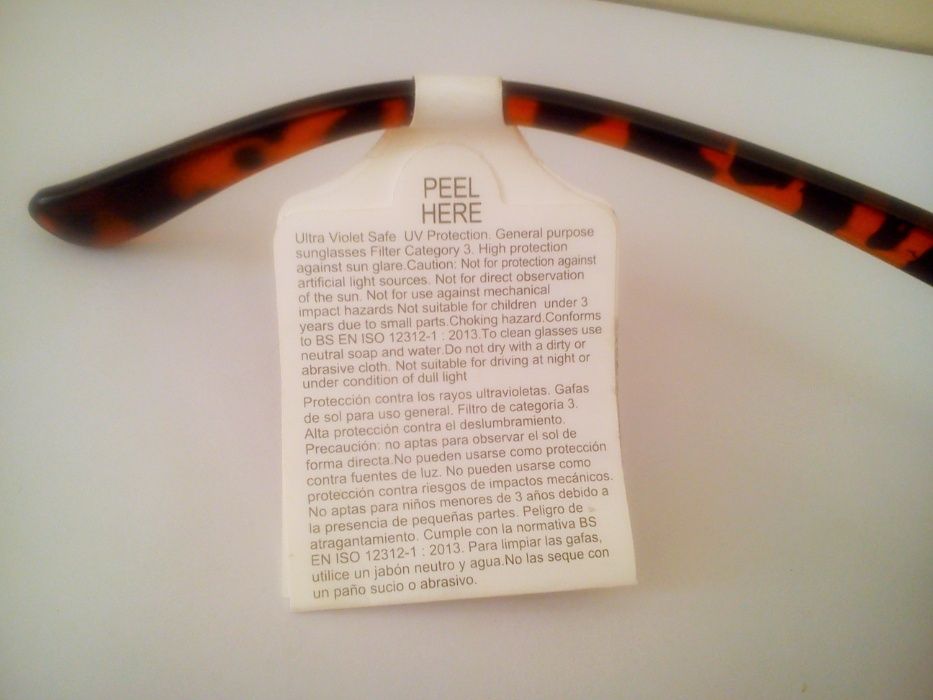 PEEL
HERE
Ultra Violet Safe UV Protection. General purpose
sunglasses Filter Category 3. High protection
against sun glare.Caution: Not for protection against
artificial light sources. Not for direct observation
of the sun. Not for use against mechanical
impact hazards Not suitable for children under 3
years due to small parts.Choking hazard.Conforms
to BS EN ISO 12312-1 : 2013.To clean glasses use
neutral soap and water.Do not dry with a dirty or
abrasive cloth. Not suitable for driving at night or
under condition of dull light
Protección contra los rayos ultravioletas. Gafas
de sol para uso general. Filtro de categoria 3.
Alta protección contra el deslumbramiento.
Precaución: no aptas para observar el sol de
forma directa.No pueden usarse como protección
contra fuentes de luz. No pueden usarse como
protección contra riesgos de impactos mecánicos.
No aptas para niños menores de 3 años debido a
la presencia de pequeñas partes. Peligro de
atragantamiento. Cumple con la normativa BS
EN ISO 12312-1 : 2013. Para limpiar las gafas,
utilice un jabón neutro y agua.No las seque con
un paño sucio o abrasivo.